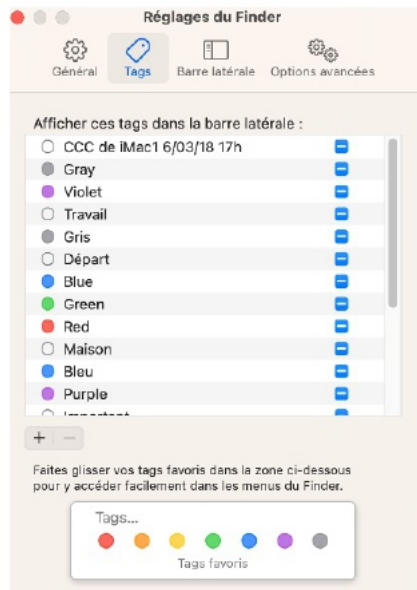 Réglages du Finder
Général Tags Barre latérale Options avancées
Afficher ces tags dans la barre latérale :
CCC de iMac1 6/03/18 17h
Gray
Violet
Travail
Gris
Départ
Blue
Green
Red
Maison
Bleu
Purple
Faites glisser vos tags favoris dans la zone ci-dessous
pour y accéder facilement dans les menus du Finder.
Tags...
Tags favoris